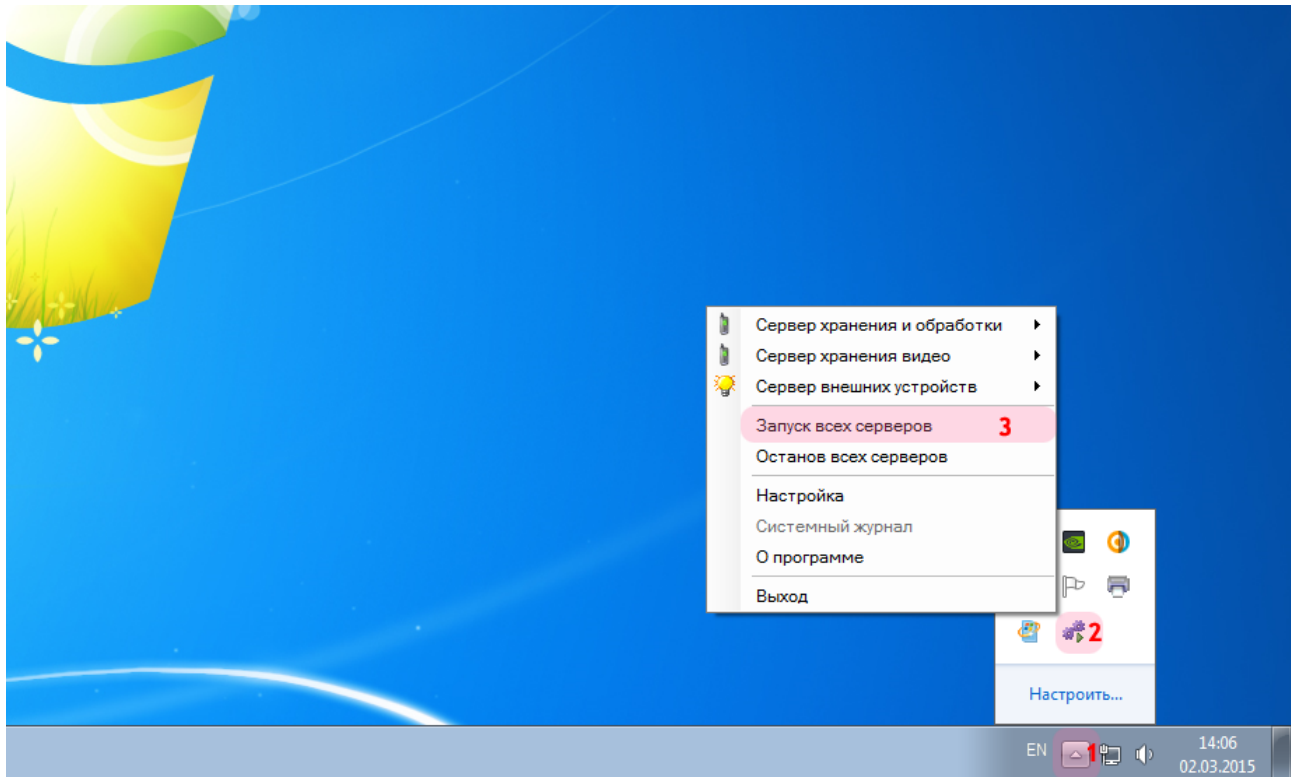 Сервер хранения и обработки
Сервер хранения видео
Сервер внешних устройств
Запуск всех серверов 3
Останов всех серверов
Настройка
Системный журнал
О программе
Выход
2
Настроить...
EN 1 14:06
02.03.2015